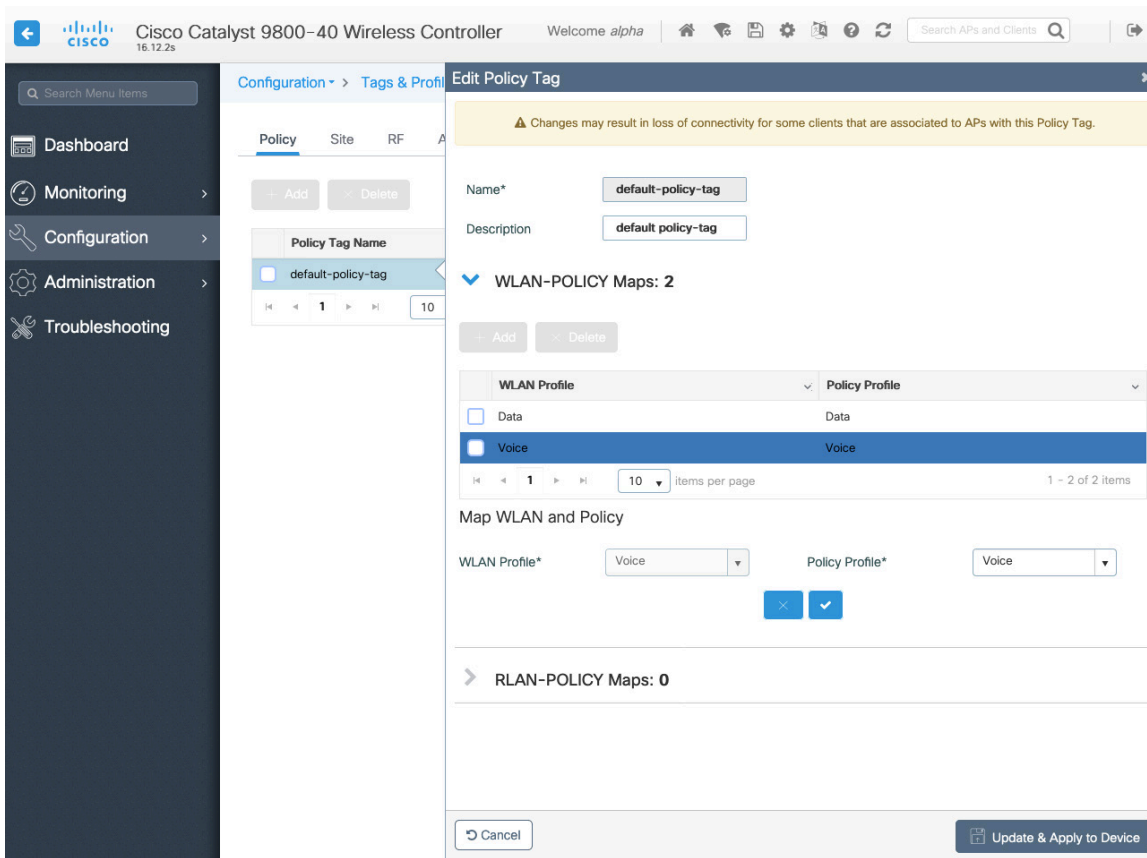 CISCO
Cisco Catalyst 9800-40 Wireless Controller
16.12.2s
Welcome alpha
Search APs and Clients
Search Menu Items
Dashboard
Monitoring
Configuration
Administration
Troubleshooting
Configuration > Tags & Profil
Policy Site RF A
+ Add × Delete
Policy Tag Name
default-policy-tag
1
10
Edit Policy Tag
Changes may result in loss of connectivity for some clients that are associated to APs with this Policy Tag.
Name* default-policy-tag
Description default policy-tag
WLAN-POLICY Maps: 2
+ Add × Delete
WLAN Profile Policy Profile
Data Data
Voice Voice
1 10 items per page 1 - 2 of 2 items
Map WLAN and Policy
WLAN Profile* Voice Policy Profile* Voice
RLAN-POLICY Maps: 0
Cancel Update & Apply to Device